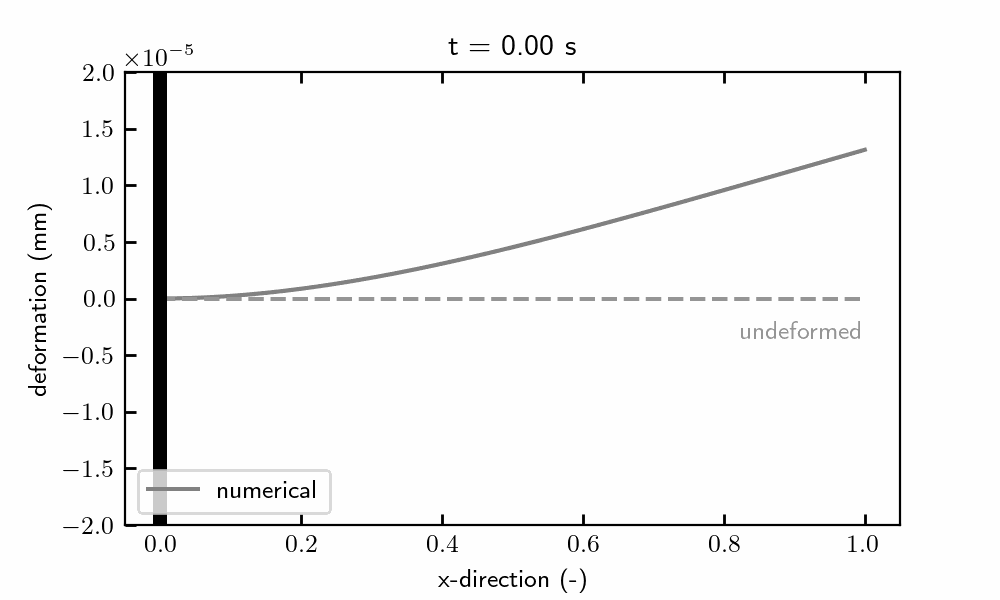 t = 0.00 s
×10⁻⁵
2.0
1.5
1.0
0.5
0.0
−0.5
−1.0
−1.5
−2.0
deformation (mm)
undeformed
numerical
0.0 0.2 0.4 0.6 0.8 1.0
x-direction (-)